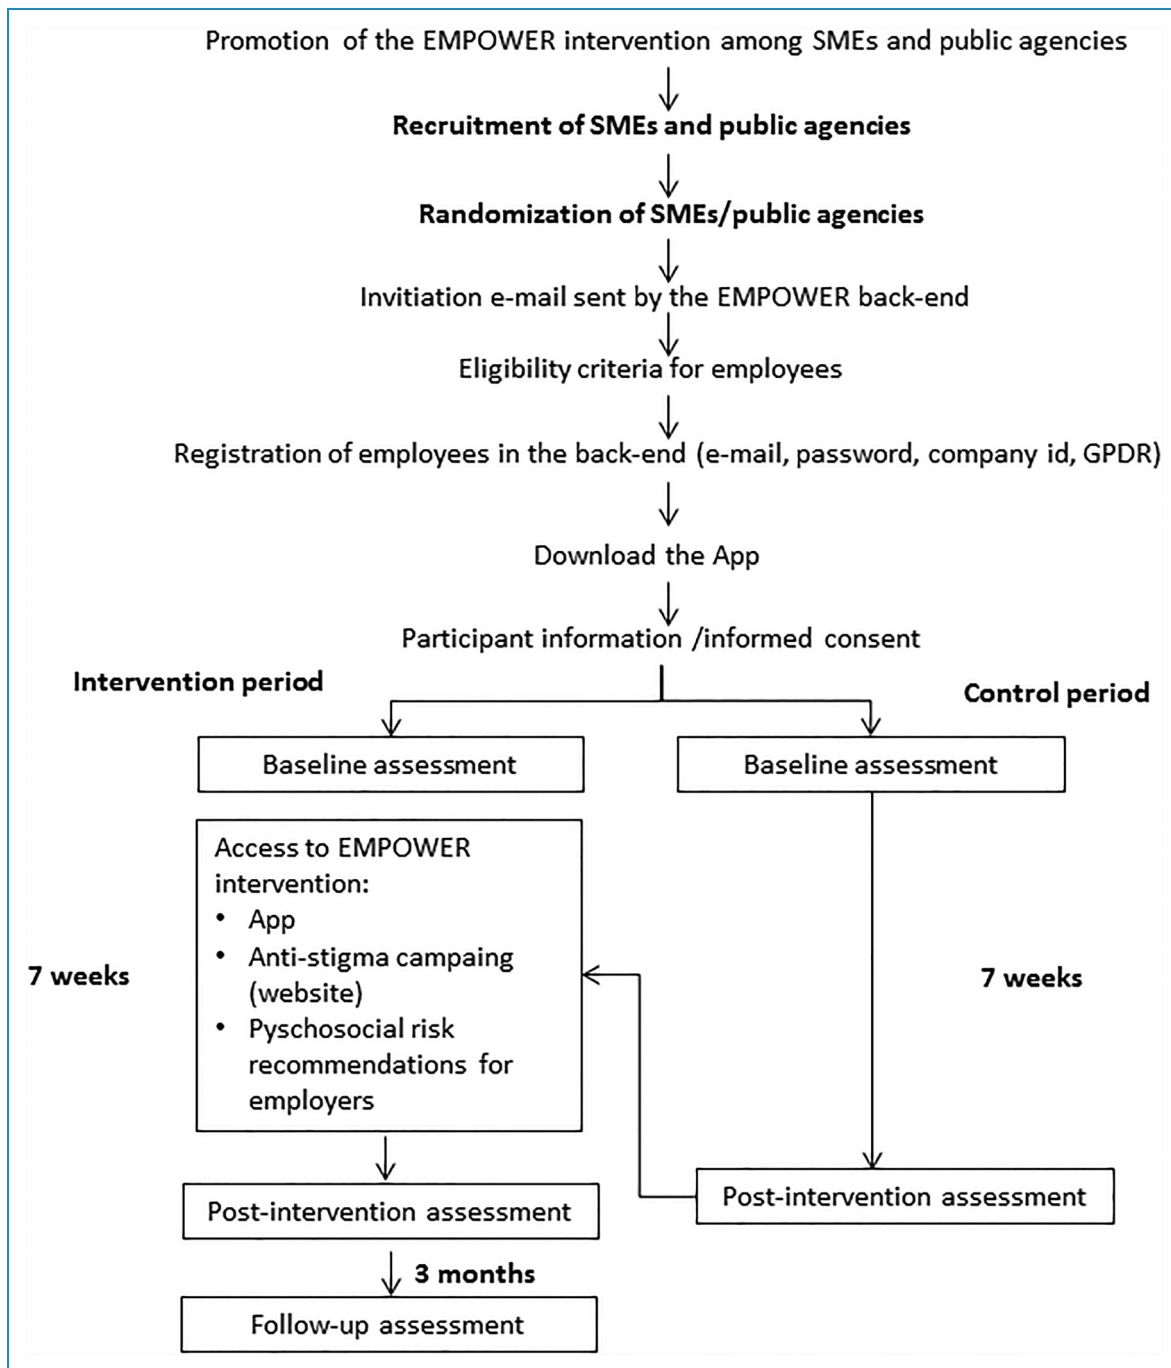 Promotion of the EMPOWER intervention among SMEs and public agencies
Recruitment of SMEs and public agencies
Randomization of SMEs/public agencies
Invitiation e-mail sent by the EMPOWER back-end
Eligibility criteria for employees
Registration of employees in the back-end (e-mail, password, company id, GPDR)
Download the App
Participant information /informed consent
Intervention period
Control period
Baseline assessment
Baseline assessment
Access to EMPOWER
intervention:
• App
• Anti-stigma campaing
(website)
• Pyschosocial risk
recommendations for
employers
7 weeks
7 weeks
Post-intervention assessment
Post-intervention assessment
3 months
Follow-up assessment